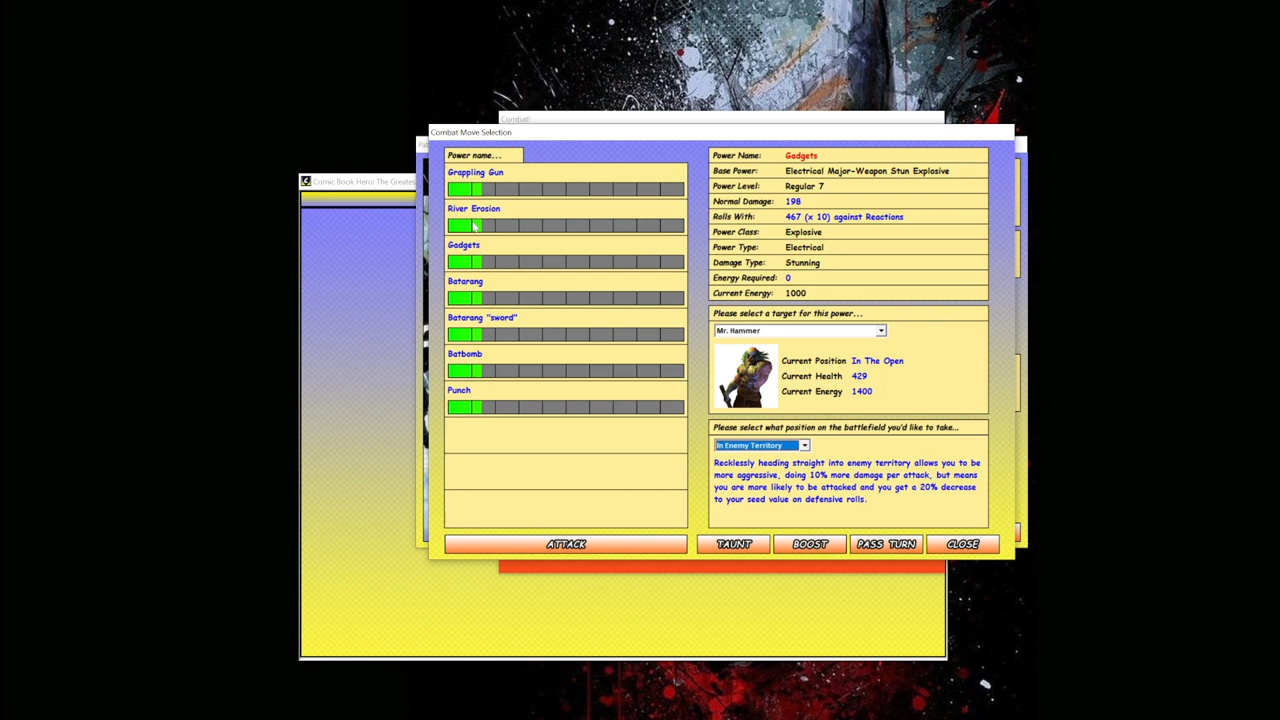 Combat!
Combat Move Selection
Comic Book Hero: The Greates
Power name...
Grappling Gun
River Erosion
Gadgets
Batarang
Batarang "sword"
Batbomb
Punch
Power Name: Gadgets
Base Power: Electrical Major-Weapon Stun Explosive
Power Level: Regular 7
Normal Damage: 198
Rolls With: 467 (x 10) against Reactions
Power Class: Explosive
Power Type: Electrical
Damage Type: Stunning
Energy Required: 0
Current Energy: 1000
Please select a target for this power...
Mr. Hammer
Current Position In The Open
Current Health 429
Current Energy 1400
Please select what position on the battlefield you'd like to take...
In Enemy Territory
Recklessly heading straight into enemy territory allows you to be
more aggressive, doing 10% more damage per attack, but means
you are more likely to be attacked and you get a 20% decrease
to your seed value on defensive rolls.
ATTACK
TAUNT
BOOST
PASS TURN
CLOSE